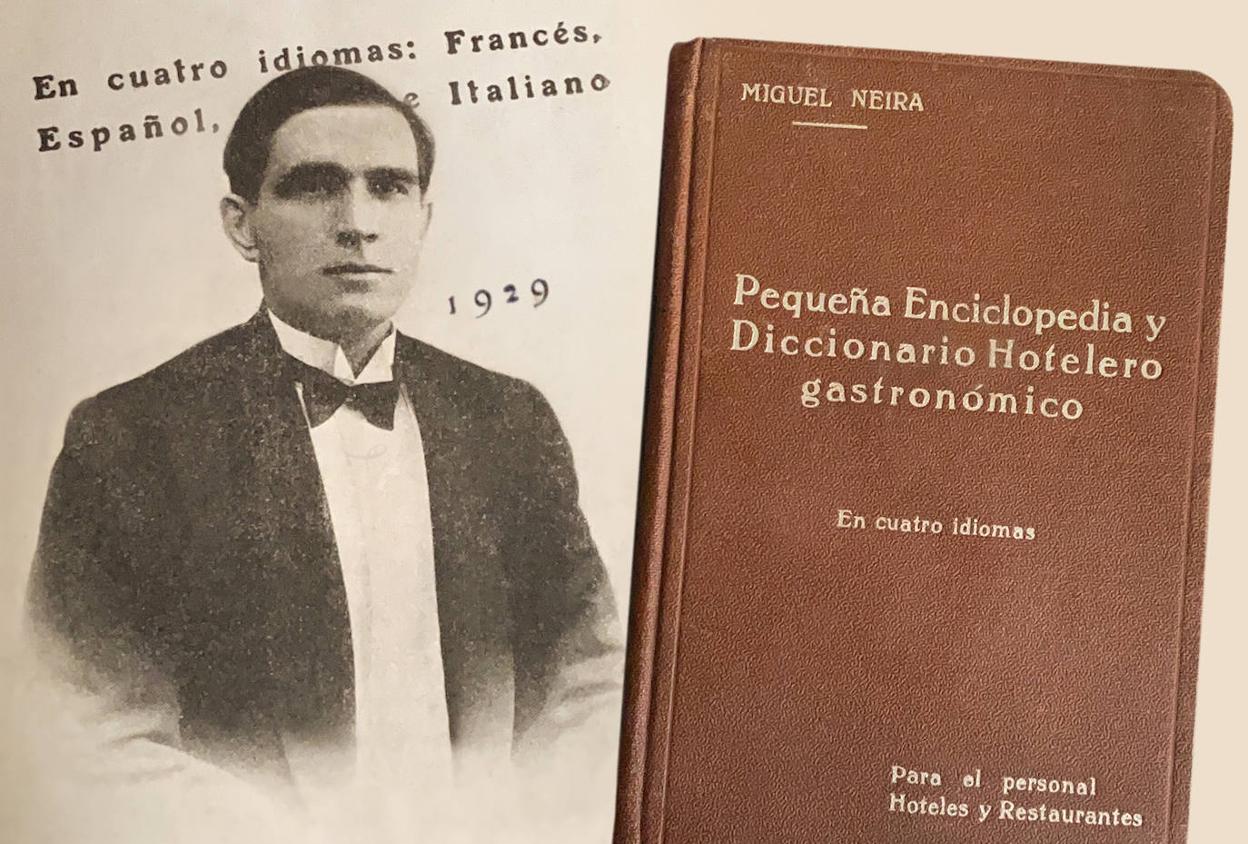 En cuatro idiomas: Francés,
Español, e Italiano
1929
MIGUEL NEIRA
Pequeña Enciclopedia y
Diccionario Hotelero
gastronómico
En cuatro idiomas
Para el personal
Hoteles y Restaurantes